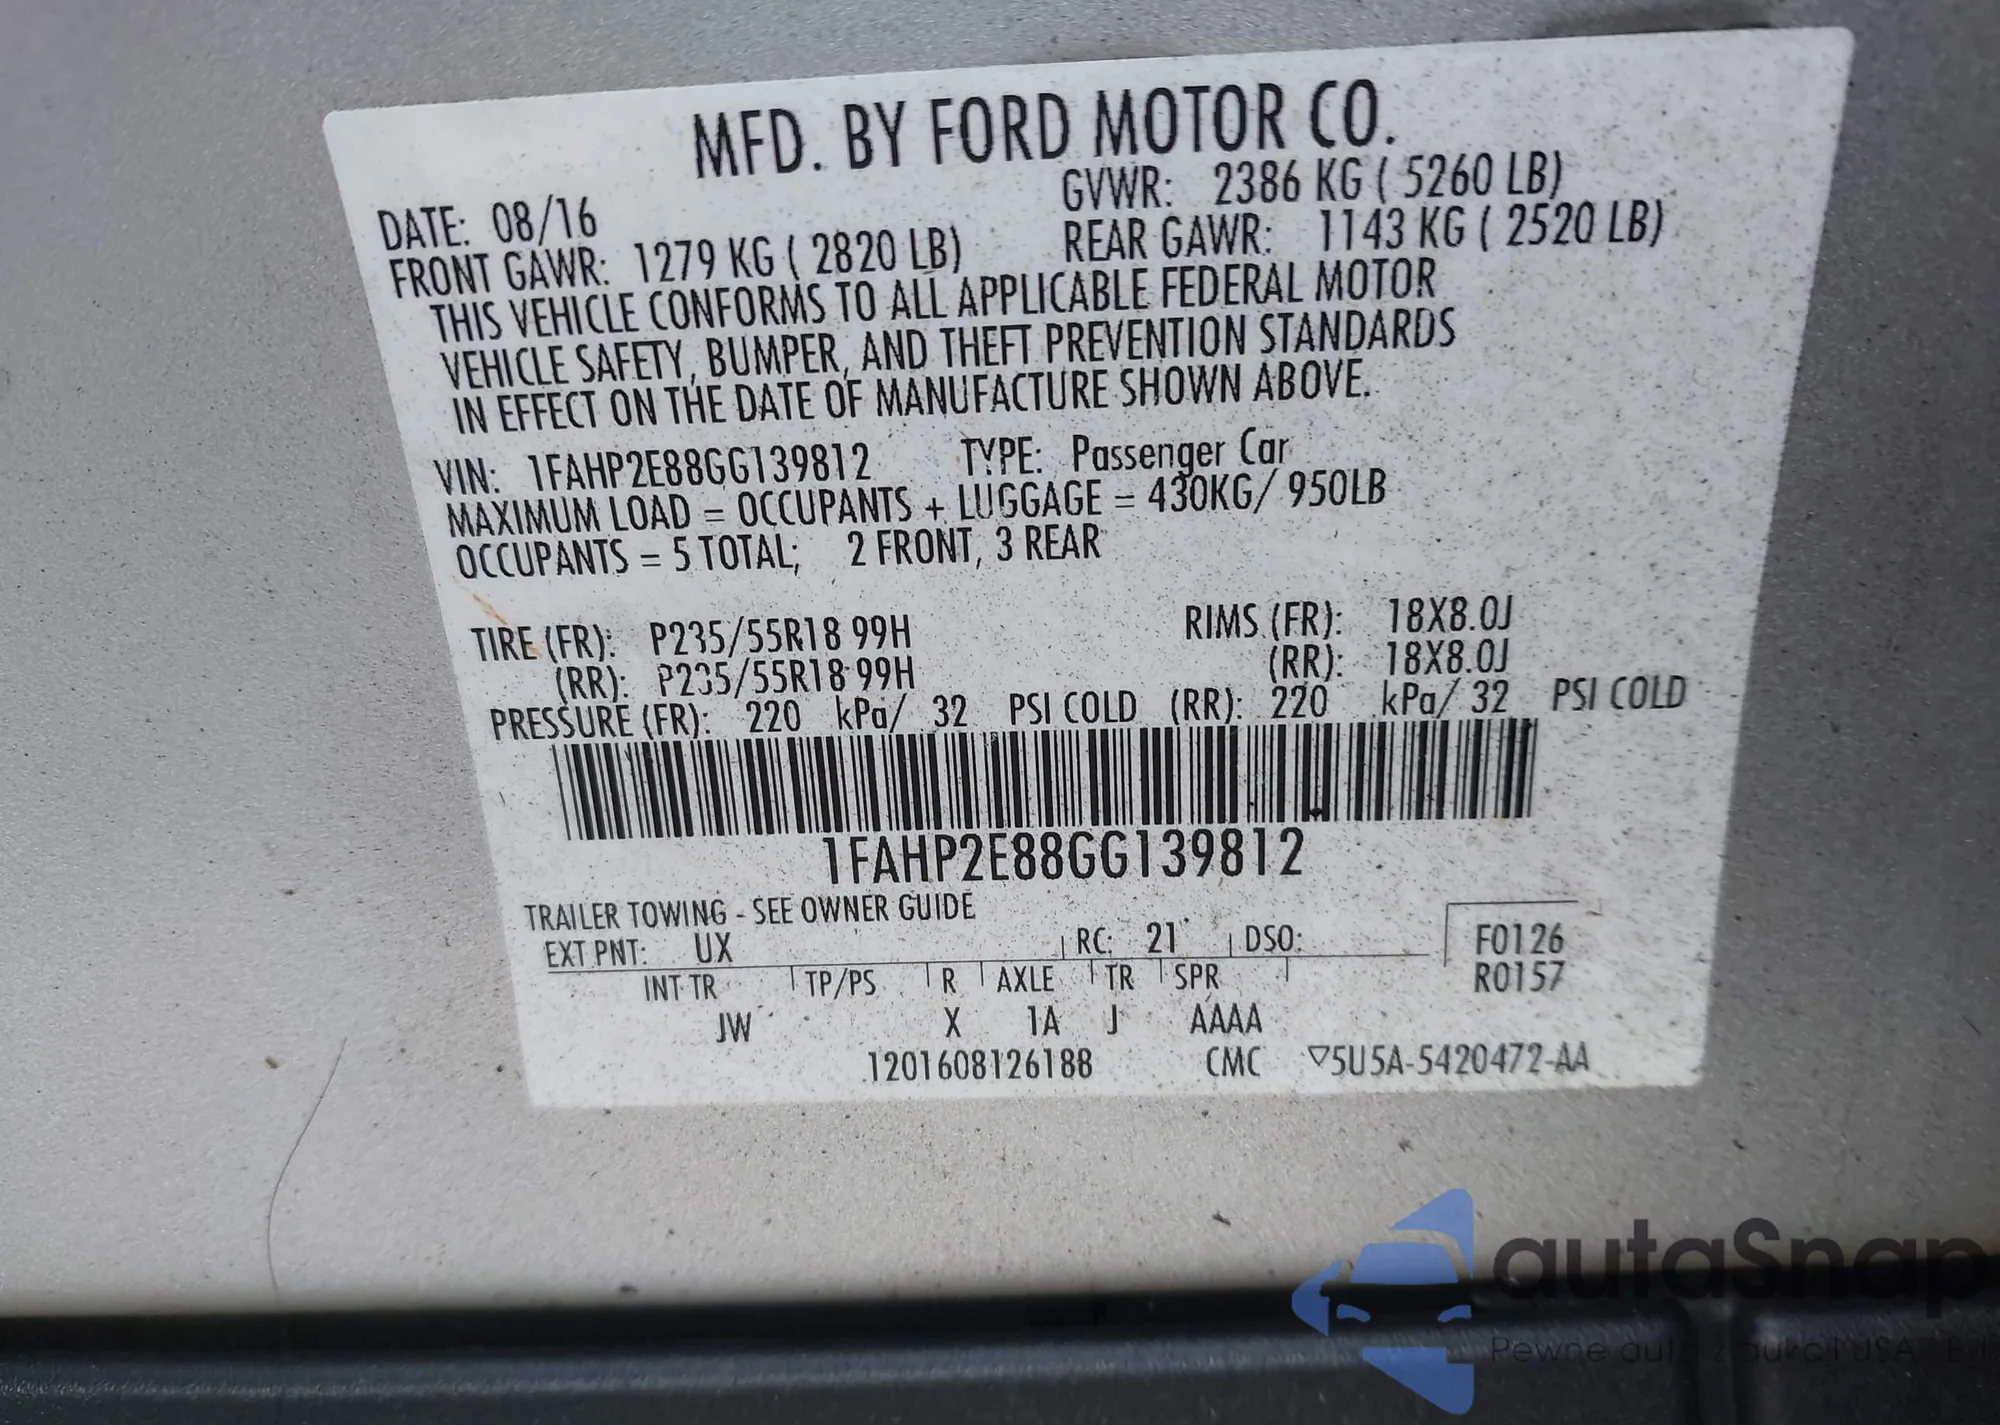 MFD. BY FORD MOTOR CO.
DATE: 08/16 GVWR: 2386 KG ( 5260 LB)
FRONT GAWR: 1279 KG ( 2820 LB) REAR GAWR: 1143 KG ( 2520 LB)
THIS VEHICLE CONFORMS TO ALL APPLICABLE FEDERAL MOTOR
VEHICLE SAFETY, BUMPER, AND THEFT PREVENTION STANDARDS
IN EFFECT ON THE DATE OF MANUFACTURE SHOWN ABOVE.
VIN: 1FAHP2E88GG139812 TYPE: Passenger Car
MAXIMUM LOAD = OCCUPANTS + LUGGAGE = 430KG/ 950LB
OCCUPANTS = 5 TOTAL; 2 FRONT, 3 REAR
TIRE (FR): P235/55R18 99H RIMS (FR): 18X8.0J
(RR): P235/55R18 99H (RR): 18X8.0J
PRESSURE (FR): 220 kPa/ 32 PSI COLD (RR): 220 kPa/ 32 PSI COLD
1FAHP2E88GG139812
TRAILER TOWING - SEE OWNER GUIDE
EXT PNT: UX RC: 21 DSO: F0126
R0157
INT TR TP/PS R AXLE TR SPR
JW X 1A J AAAA
1201608126188 CMC ▽5U5A-5420472-AA
autaSnap
Pewne auta z aukcji USA / EU